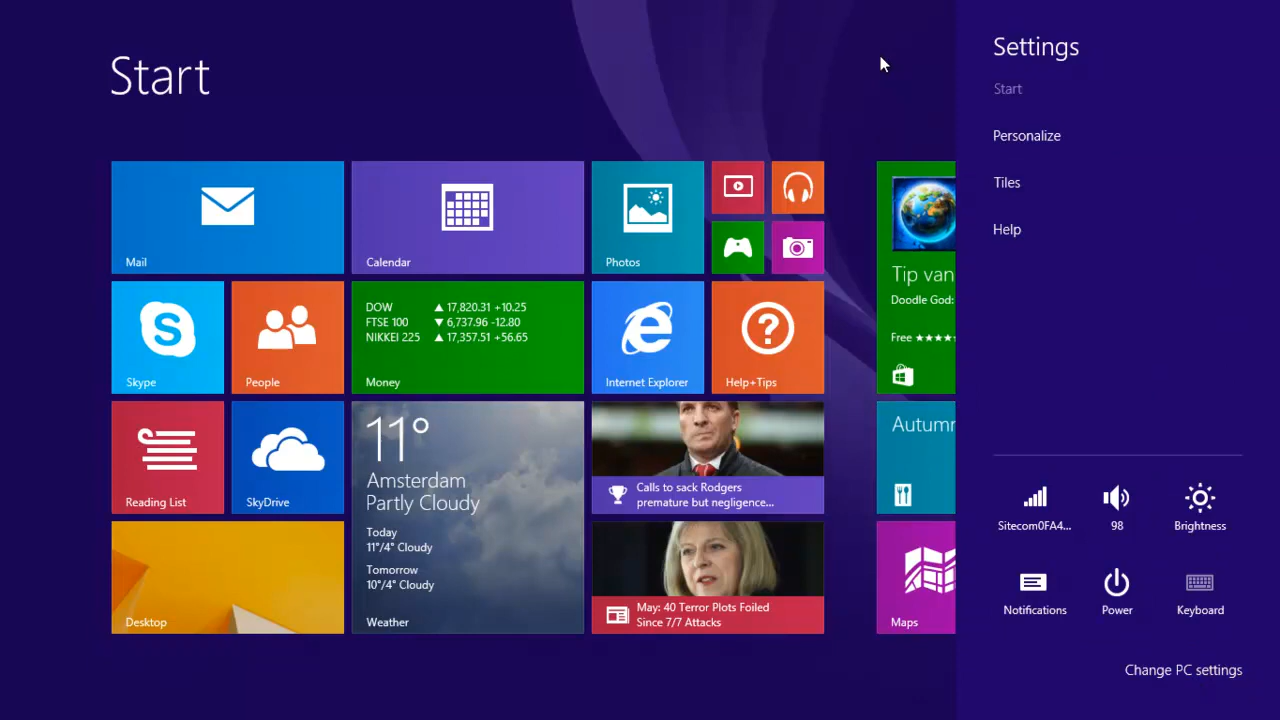 Start
Mail
Calendar
Photos
Skype
People
DOW ▲ 17,820.31 +10.25
FTSE 100 ▼ 6,737.96 -12.80
NIKKEI 225 ▲ 17,357.51 +56.65
Money
Internet Explorer
Help+Tips
Reading List
SkyDrive
11°
Amsterdam
Partly Cloudy
Today
11°/4° Cloudy
Tomorrow
10°/4° Cloudy
Weather
Calls to sack Rodgers
premature but negligence...
Desktop
May: 40 Terror Plots Foiled
Since 7/7 Attacks
Tip van
Doodle God:
Free ★★★★
Autum
Maps
Settings
Start
Personalize
Tiles
Help
Sitecom0FA4...
98
Brightness
Notifications
Power
Keyboard
Change PC settings